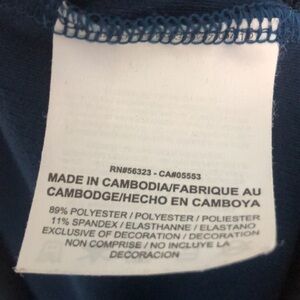 RN#56323 - CA#05553
MADE IN CAMBODIA/FABRIQUE AU
CAMBODGE/HECHO EN CAMBOYA
89% POLYESTER / POLYESTER / POLIESTER
11% SPANDEX / ELASTHANNE / ELASTANO
EXCLUSIVE OF DECORATION / DECORATION
NON COMPRISE / NO INCLUYE LA
DECORACION